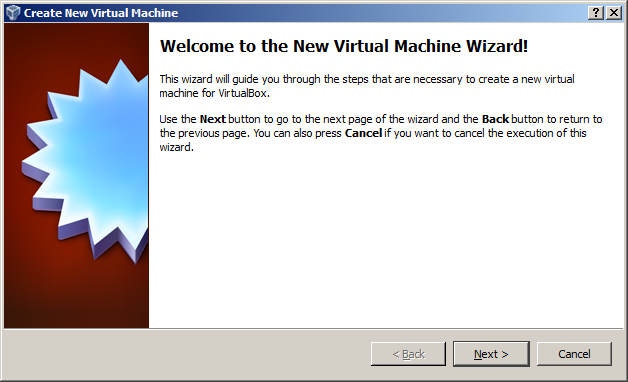 Create New Virtual Machine
Welcome to the New Virtual Machine Wizard!
This wizard will guide you through the steps that are necessary to create a new virtual
machine for VirtualBox.
Use the Next button to go to the next page of the wizard and the Back button to return to
the previous page. You can also press Cancel if you want to cancel the execution of this
wizard.
< Back
Next >
Cancel